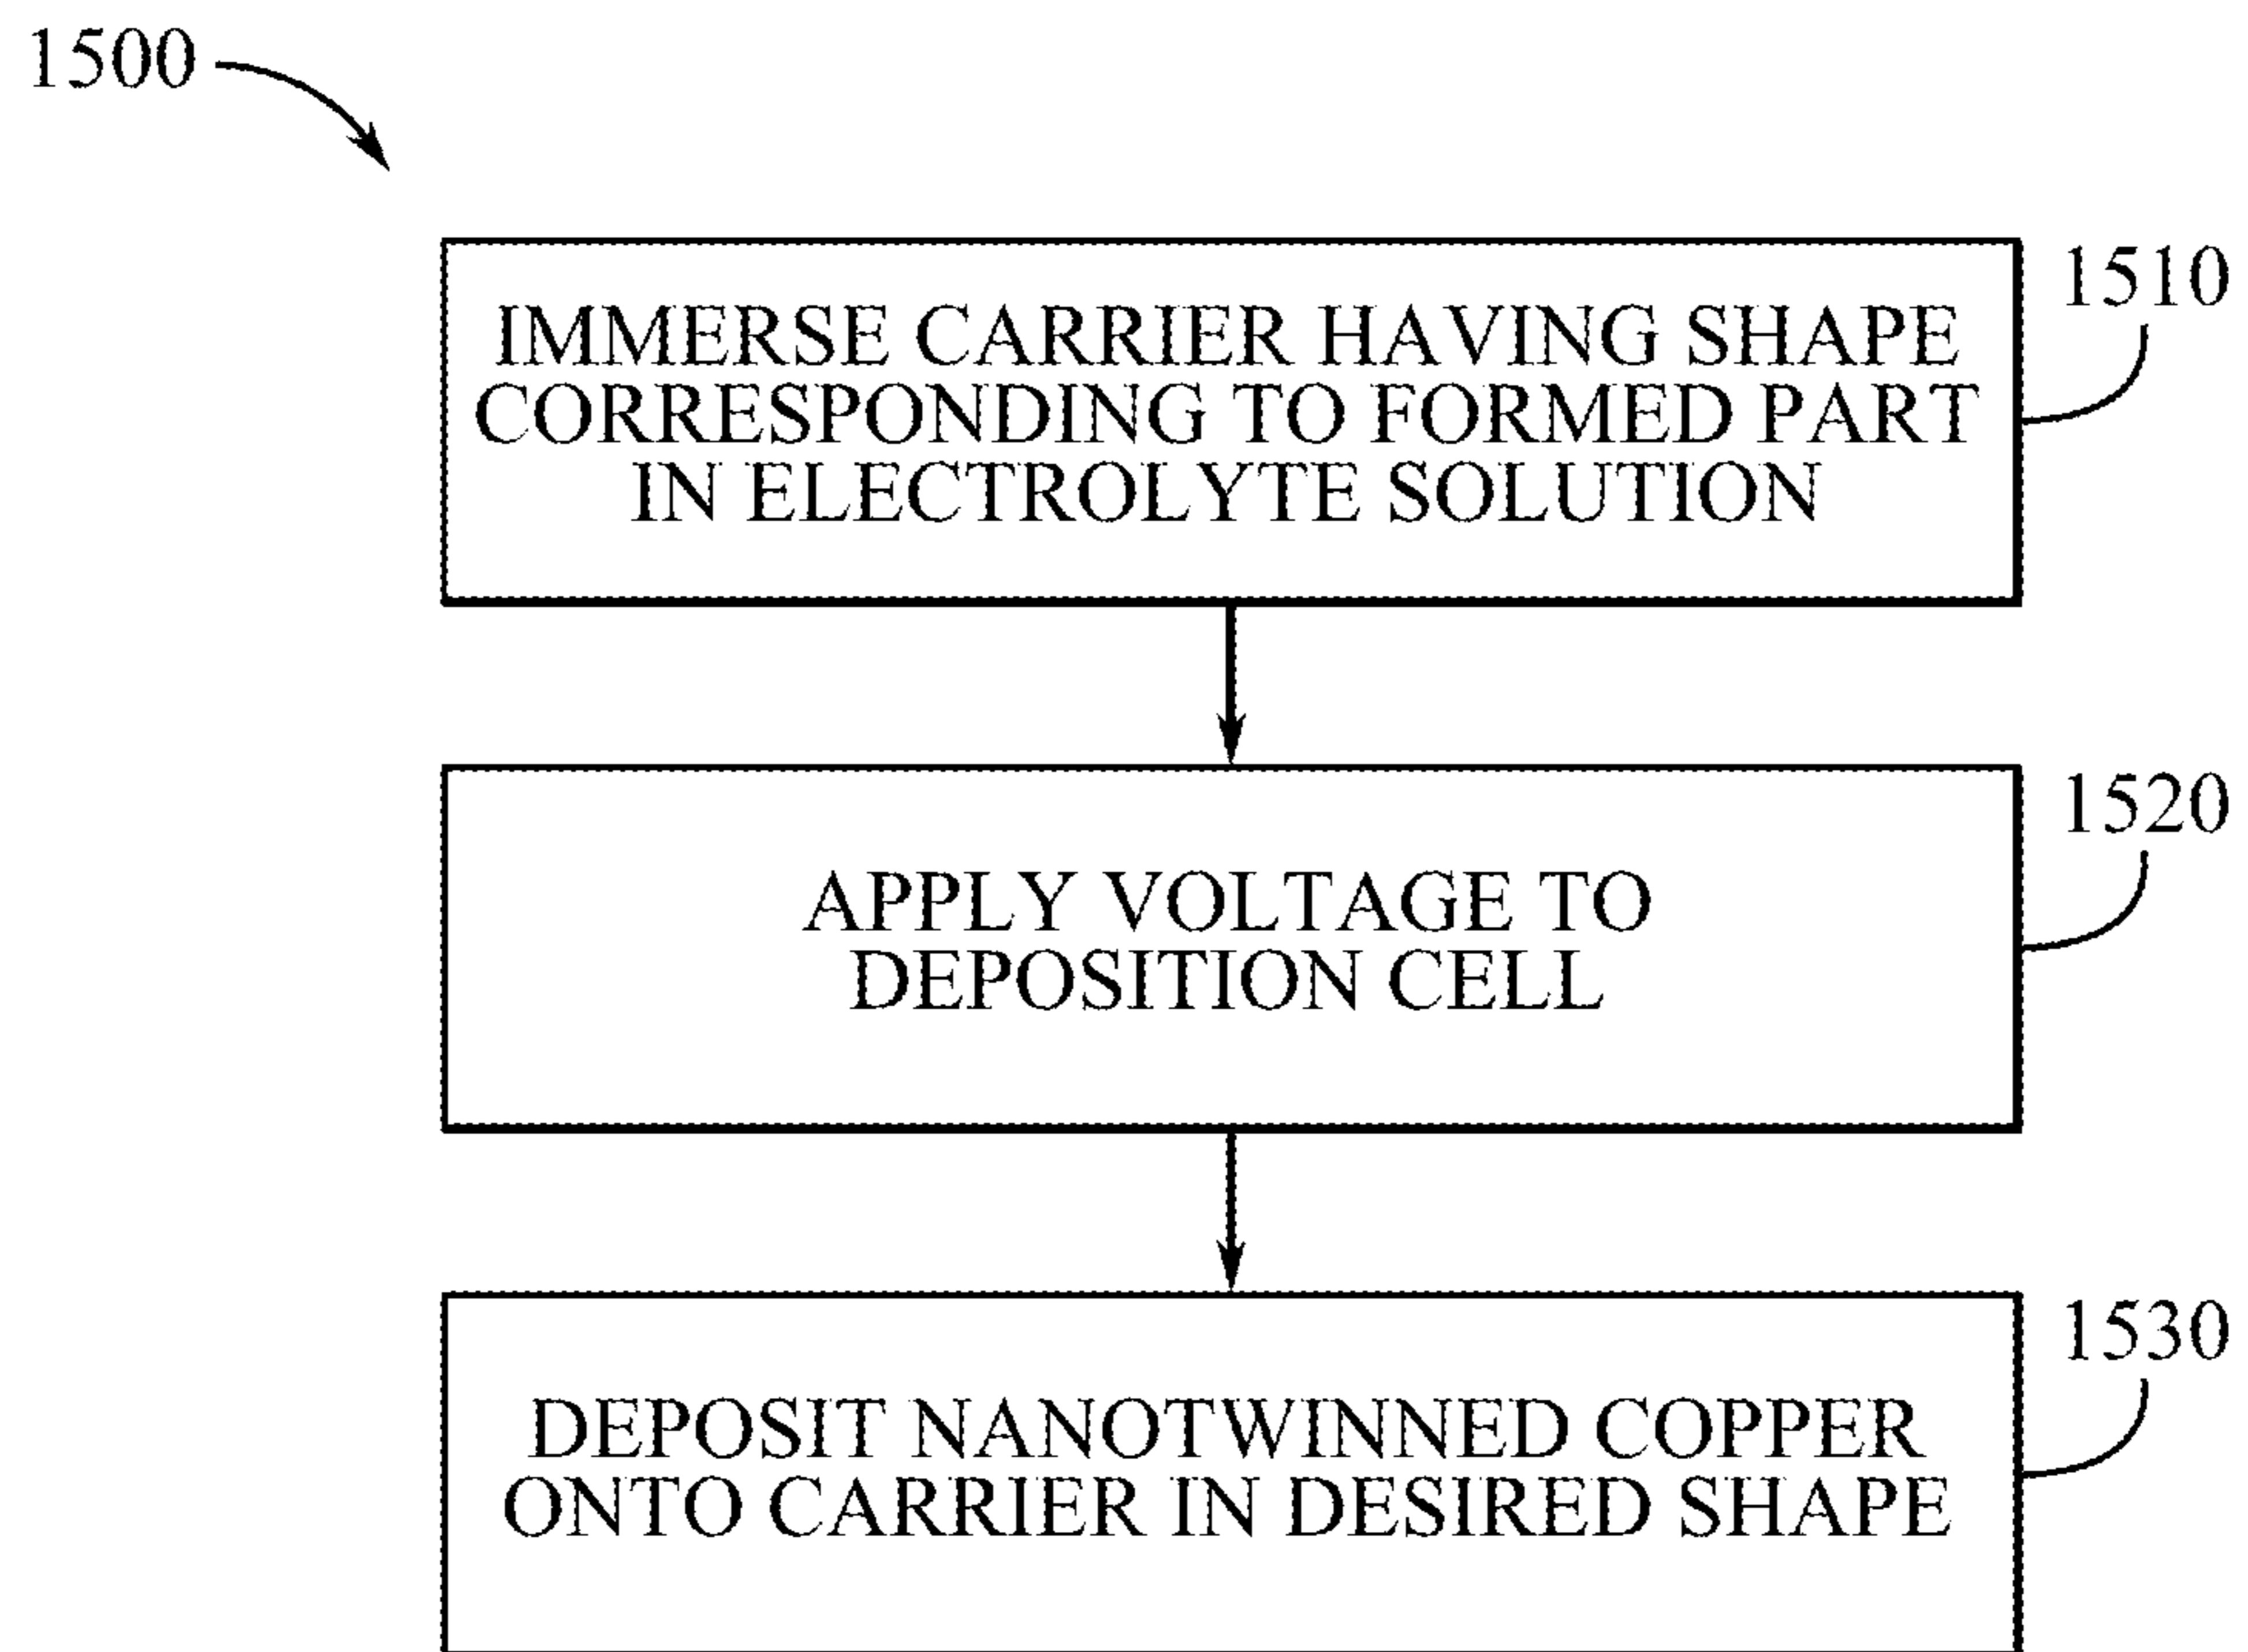 1500
1510
IMMERSE CARRIER HAVING SHAPE
CORRESPONDING TO FORMED PART
IN ELECTROLYTE SOLUTION
1520
APPLY VOLTAGE TO
DEPOSITION CELL
1530
DEPOSIT NANOTWINNED COPPER
ONTO CARRIER IN DESIRED SHAPE